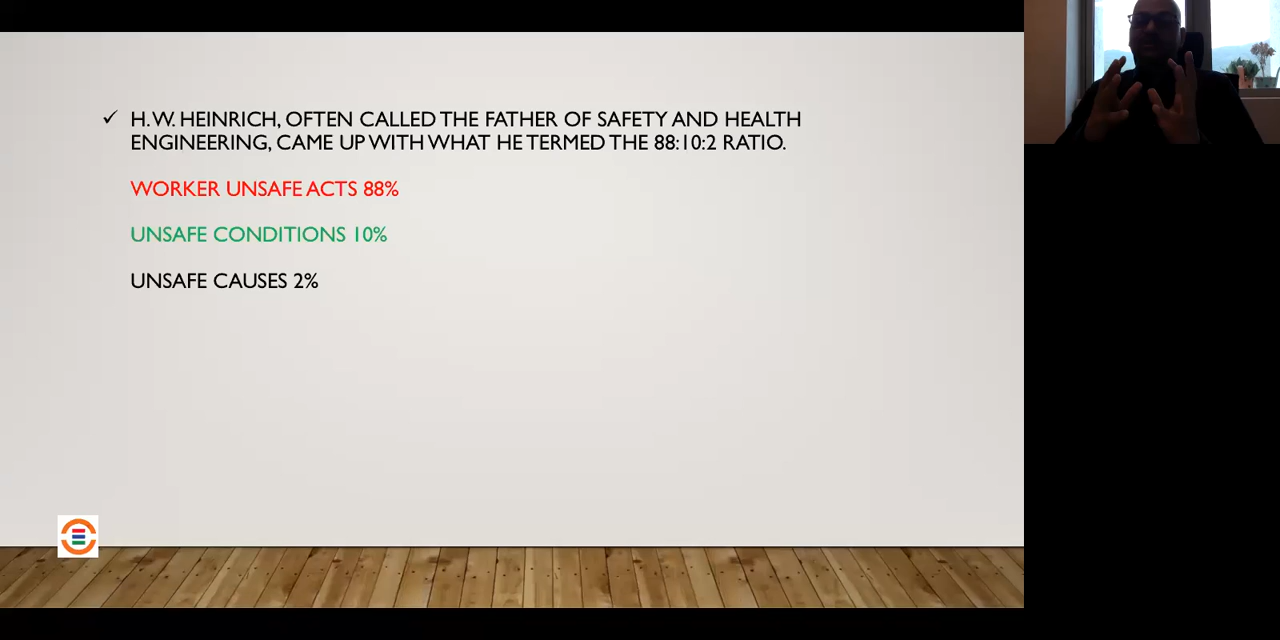 ✓ H.W. HEINRICH, OFTEN CALLED THE FATHER OF SAFETY AND HEALTH
ENGINEERING, CAME UP WITH WHAT HE TERMED THE 88:10:2 RATIO.
WORKER UNSAFE ACTS 88%
UNSAFE CONDITIONS 10%
UNSAFE CAUSES 2%